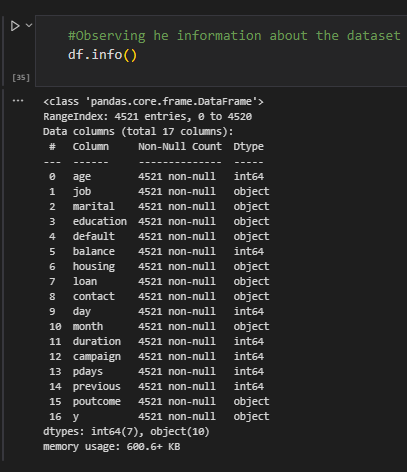 #Observing he information about the dataset
df.info()
[35]
...
<class 'pandas.core.frame.DataFrame'>
RangeIndex: 4521 entries, 0 to 4520
Data columns (total 17 columns):
 #   Column     Non-Null Count  Dtype
---  ------     --------------  -----
 0   age        4521 non-null   int64
 1   job        4521 non-null   object
 2   marital    4521 non-null   object
 3   education  4521 non-null   object
 4   default    4521 non-null   object
 5   balance    4521 non-null   int64
 6   housing    4521 non-null   object
 7   loan       4521 non-null   object
 8   contact    4521 non-null   object
 9   day        4521 non-null   int64
 10  month      4521 non-null   object
 11  duration   4521 non-null   int64
 12  campaign   4521 non-null   int64
 13  pdays      4521 non-null   int64
 14  previous   4521 non-null   int64
 15  poutcome   4521 non-null   object
 16  y          4521 non-null   object
dtypes: int64(7), object(10)
memory usage: 600.6+ KB